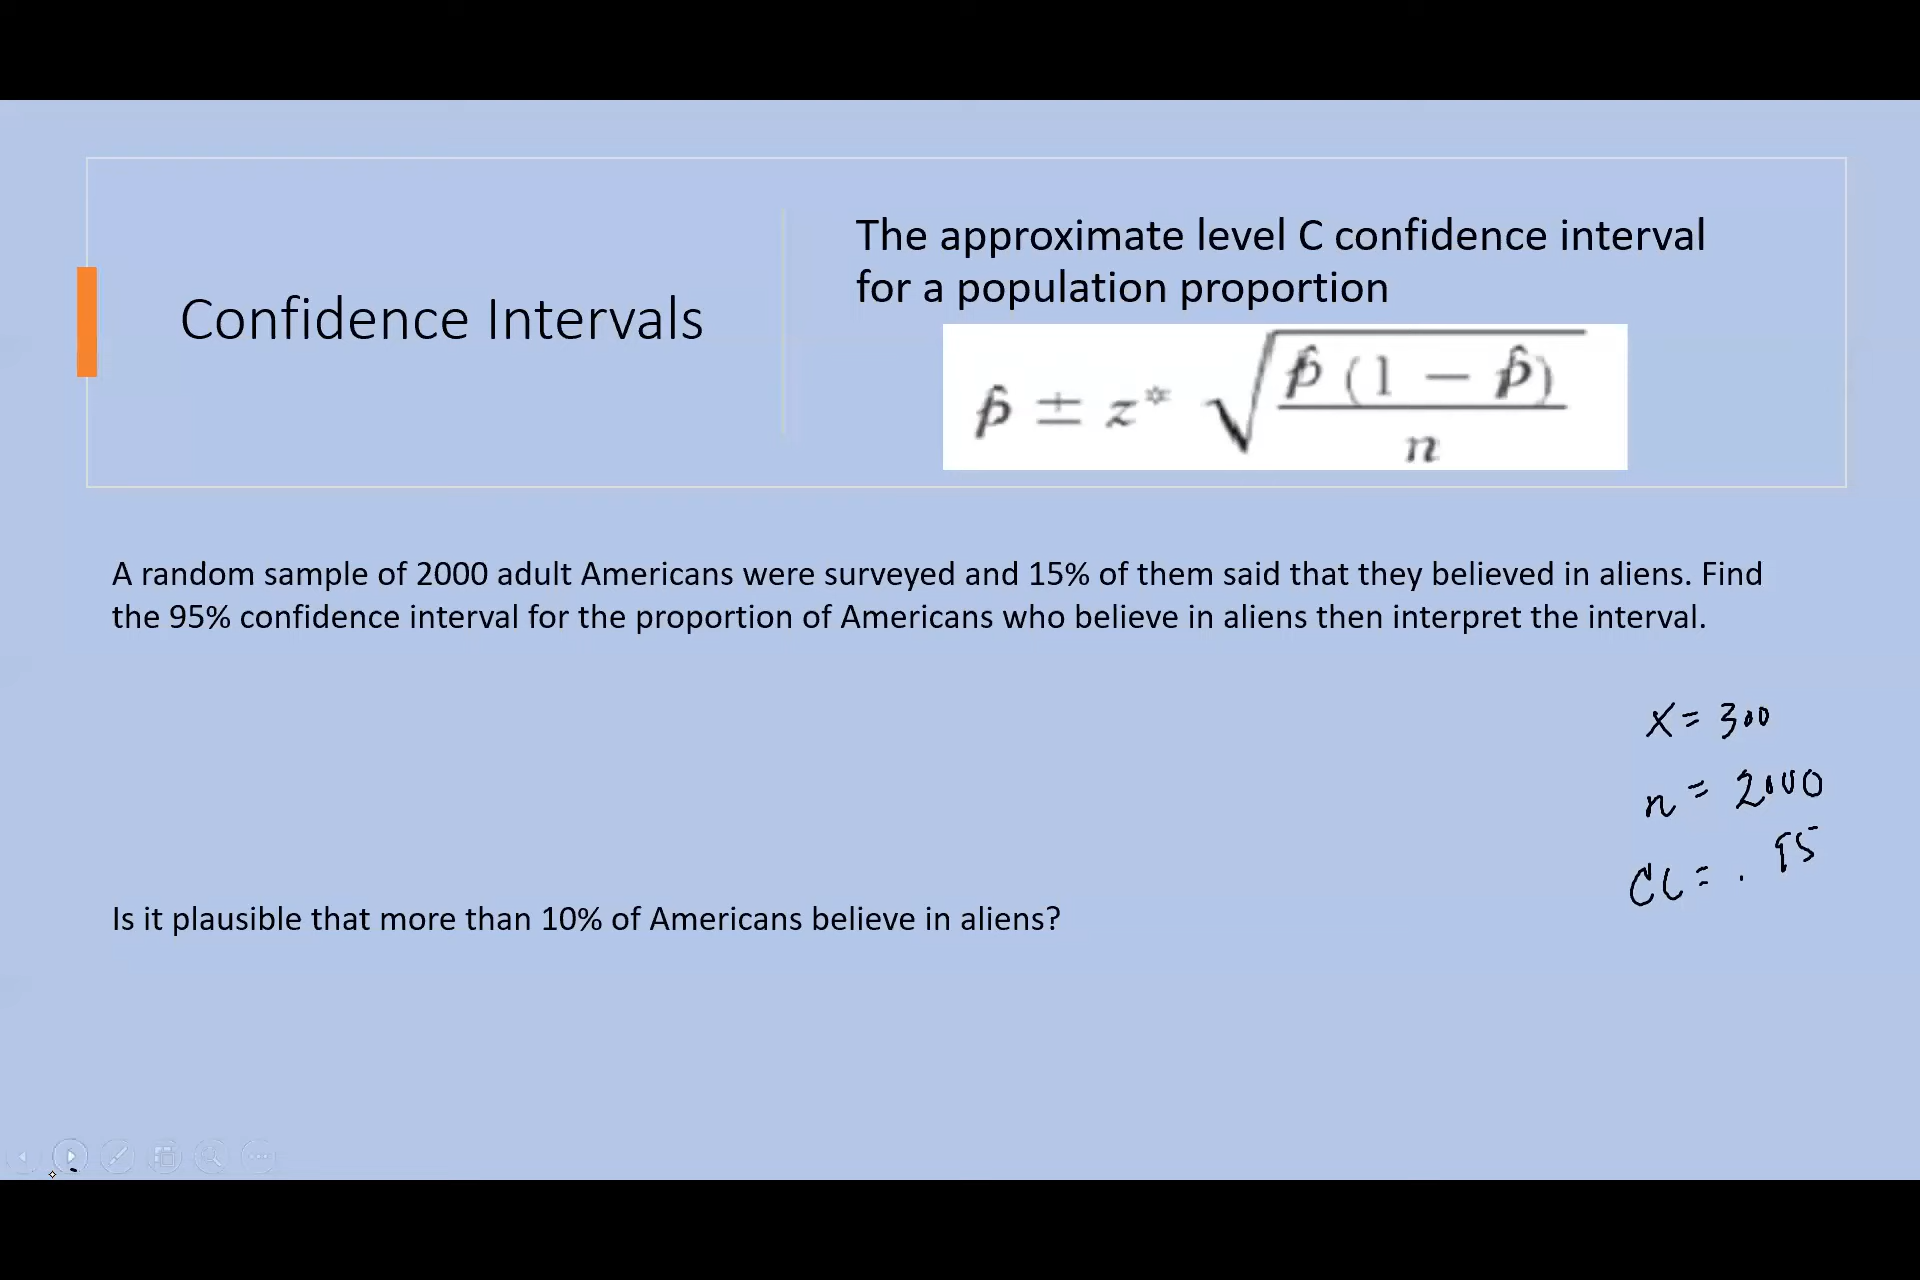 Confidence Intervals
The approximate level C confidence interval
for a population proportion
p̂ ± z* √(p̂ (1 − p̂) / n)
A random sample of 2000 adult Americans were surveyed and 15% of them said that they believed in aliens. Find
the 95% confidence interval for the proportion of Americans who believe in aliens then interpret the interval.
x = 300
n = 2000
CL = .95
Is it plausible that more than 10% of Americans believe in aliens?